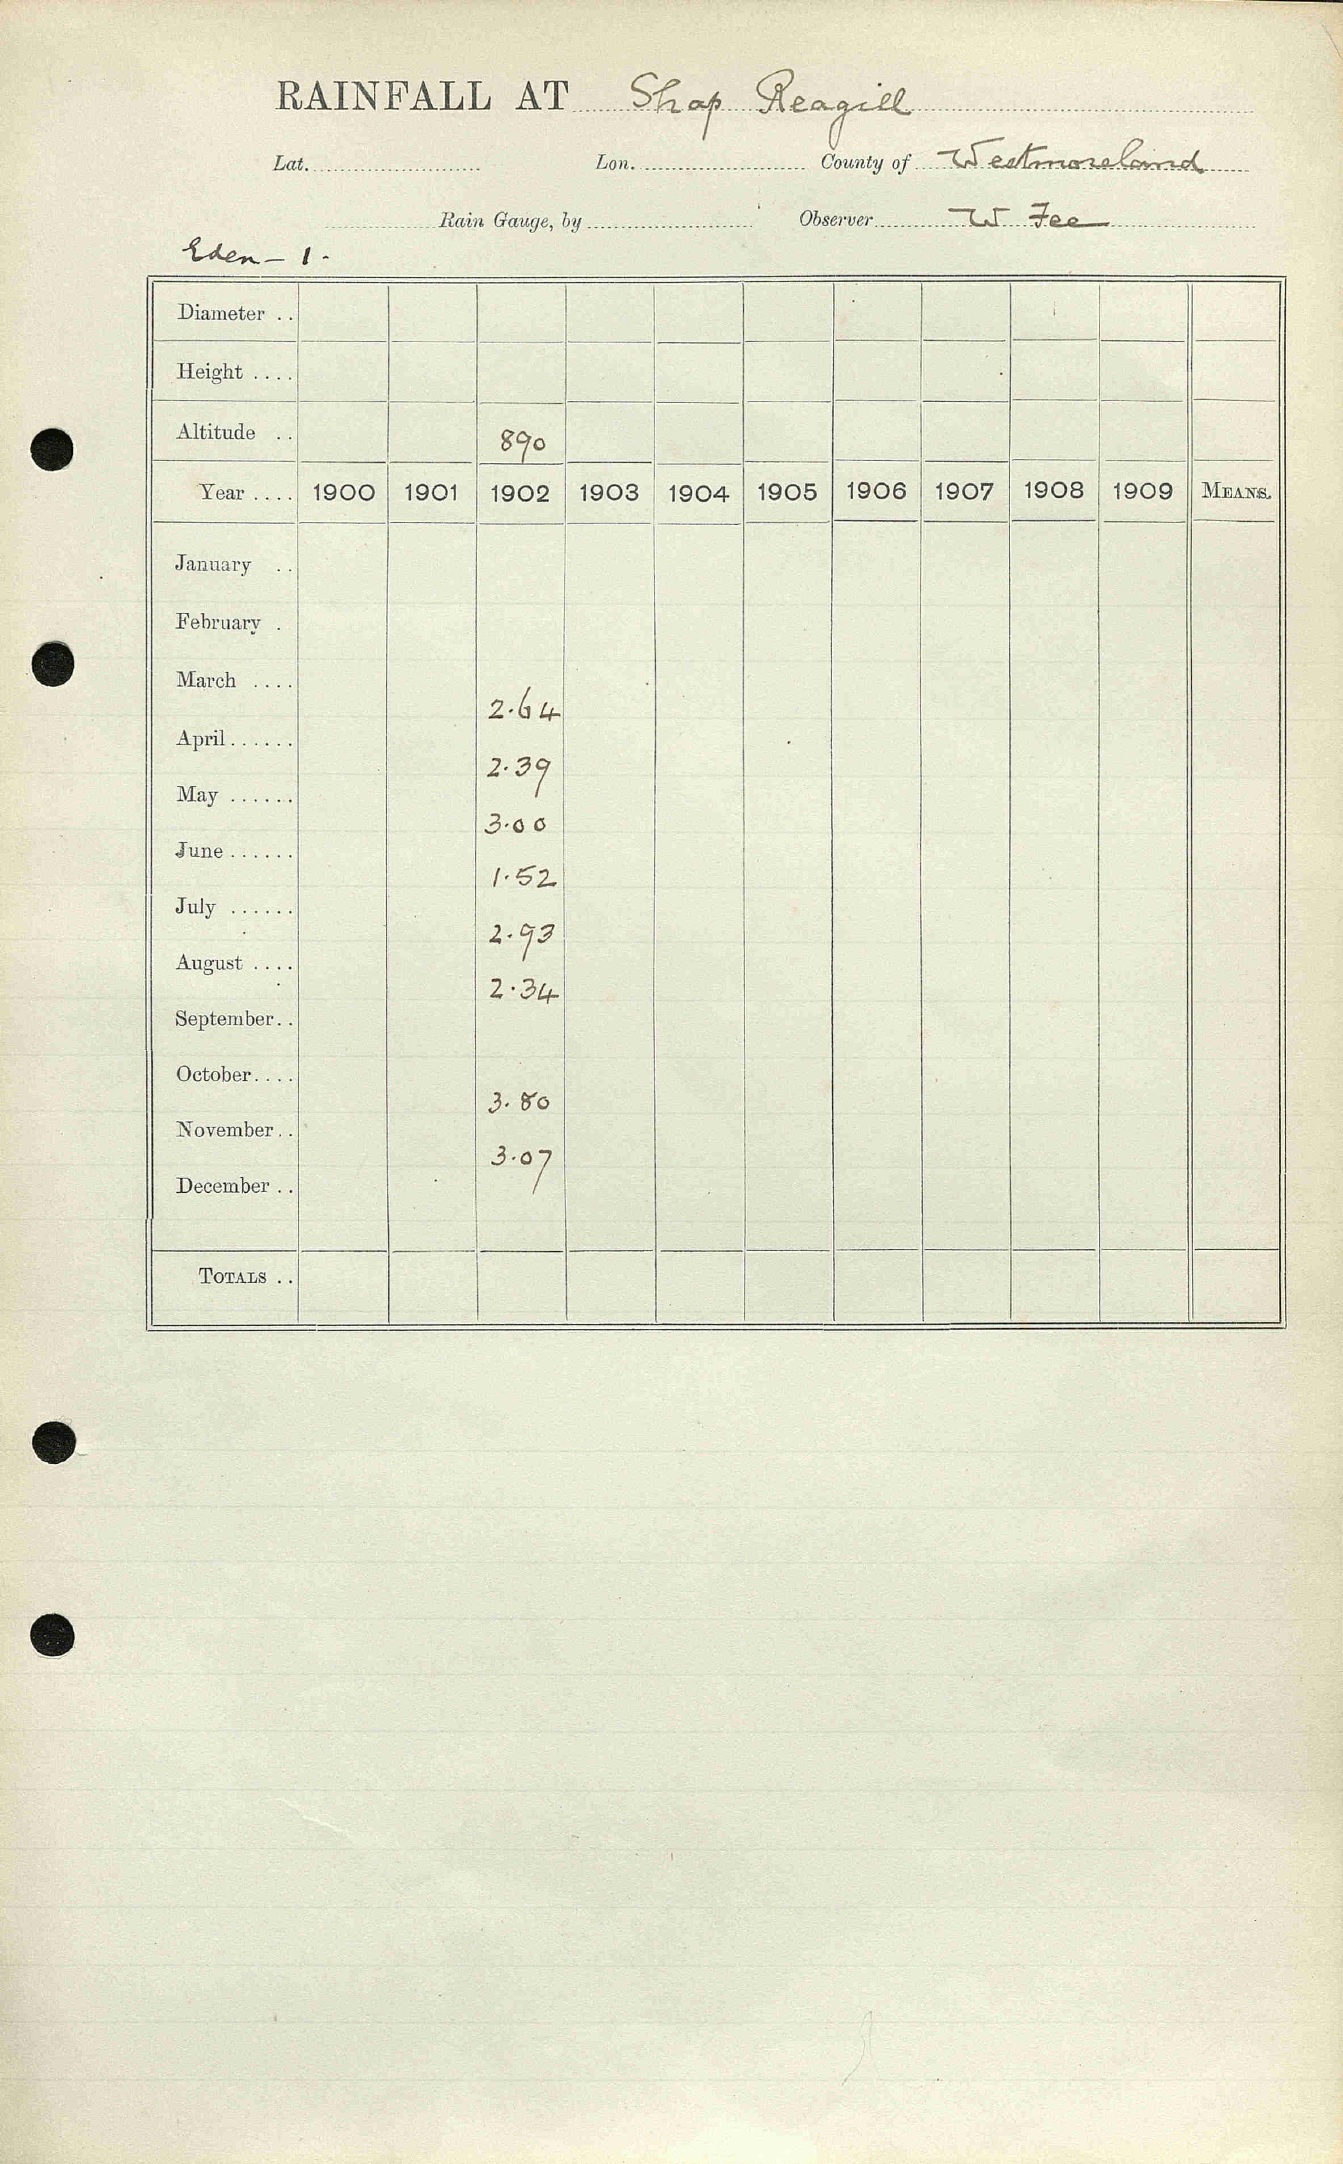 RAINFALL AT Shap Reagill
Lat. Lon. County of Westmoreland
Rain Gauge, by Observer W Fee
Eden – 1 -
Diameter ..
Height ....
Altitude .. 890
Year .... 1900 1901 1902 1903 1904 1905 1906 1907 1908 1909 MEANS.
January ..
February .
March ....
2.64
April ......
2.39
May ......
3.00
June ......
1.52
July ......
2.93
August ....
2.34
September..
October....
3.80
November..
3.07
December ..
TOTALS ..